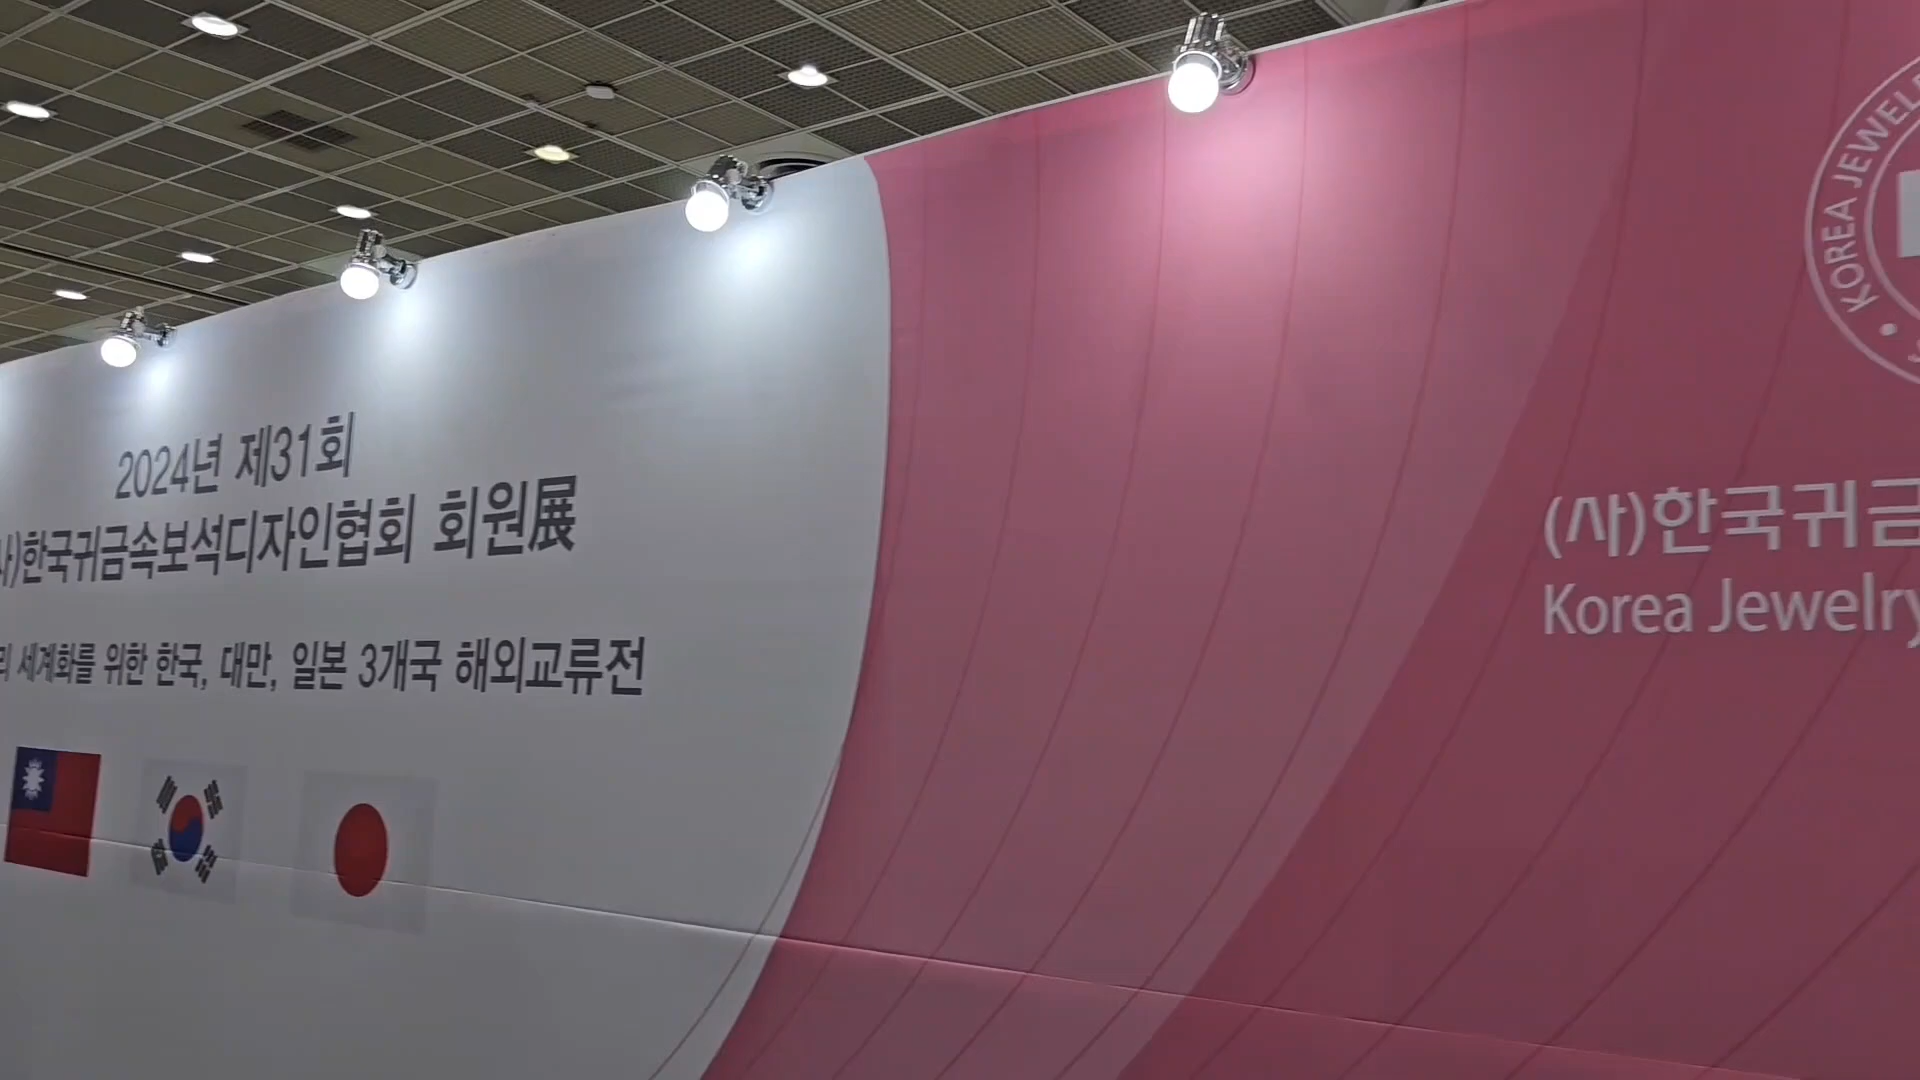 2024년 제31회
사)한국귀금속보석디자인협회 회원展
의 세계화를 위한 한국, 대만, 일본 3개국 해외교류전
KOREA JEWELR
(사)한국귀금
Korea Jewelry